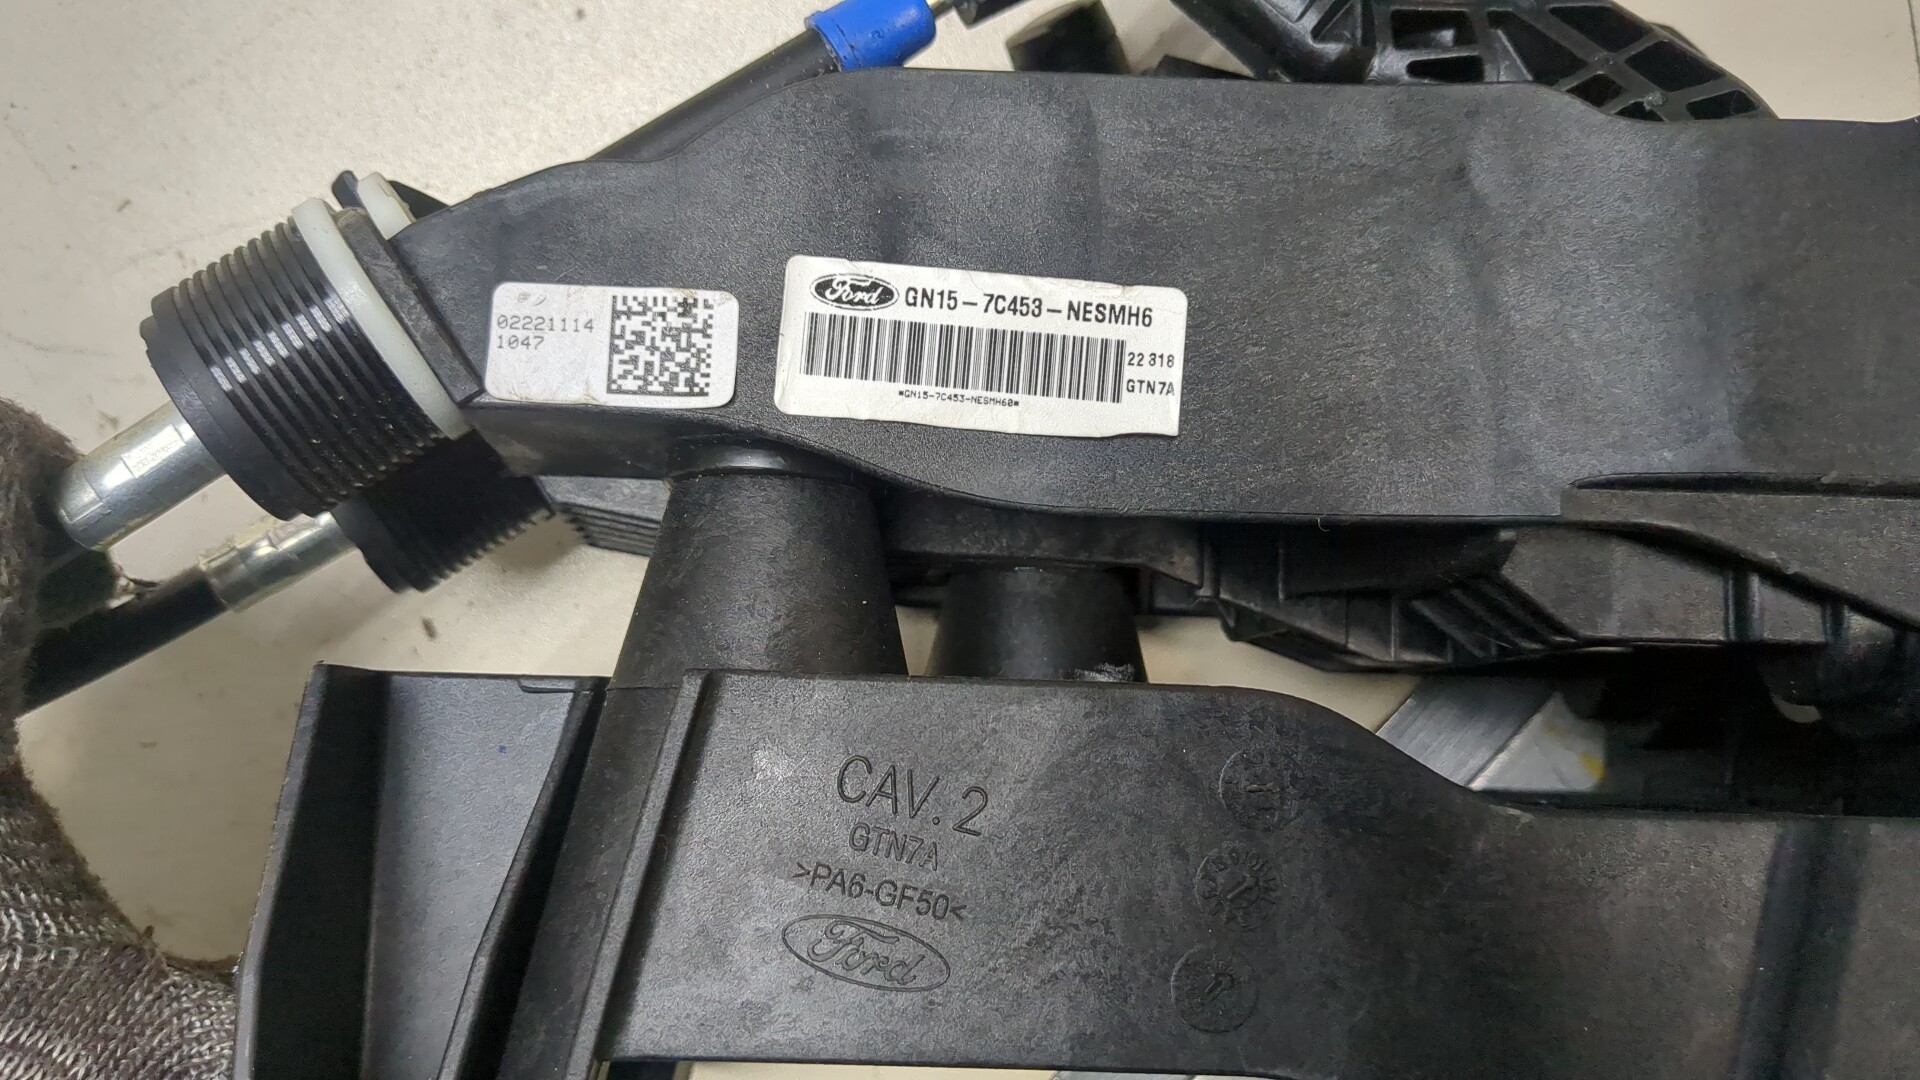 02221114
1047
Ford GN15-7C453-NESMH6
22 318
GTN7A
*GN15-7C453-NESMH60*
CAV. 2
GTN7A
>PA6-GF50<
Ford